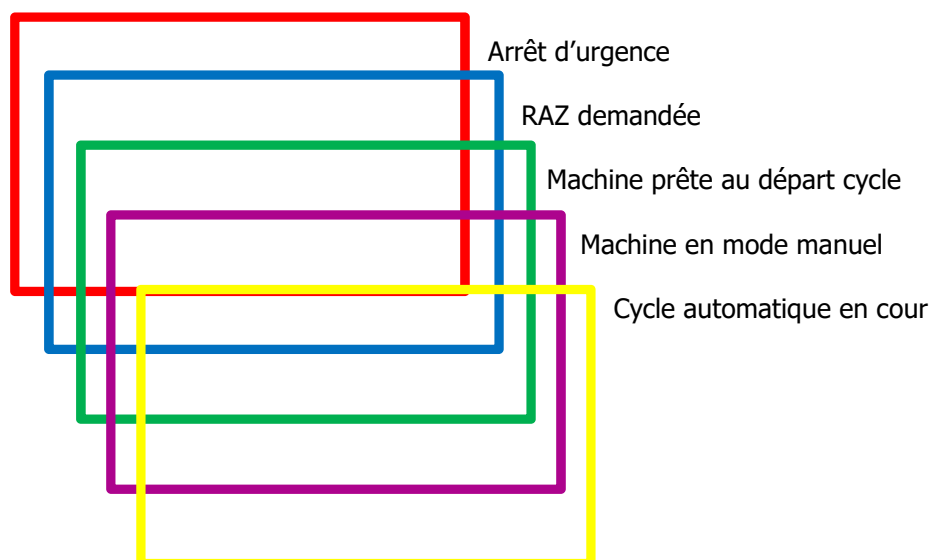 Arrêt d’urgence
RAZ demandée
Machine prête au départ cycle
Machine en mode manuel
Cycle automatique en cour